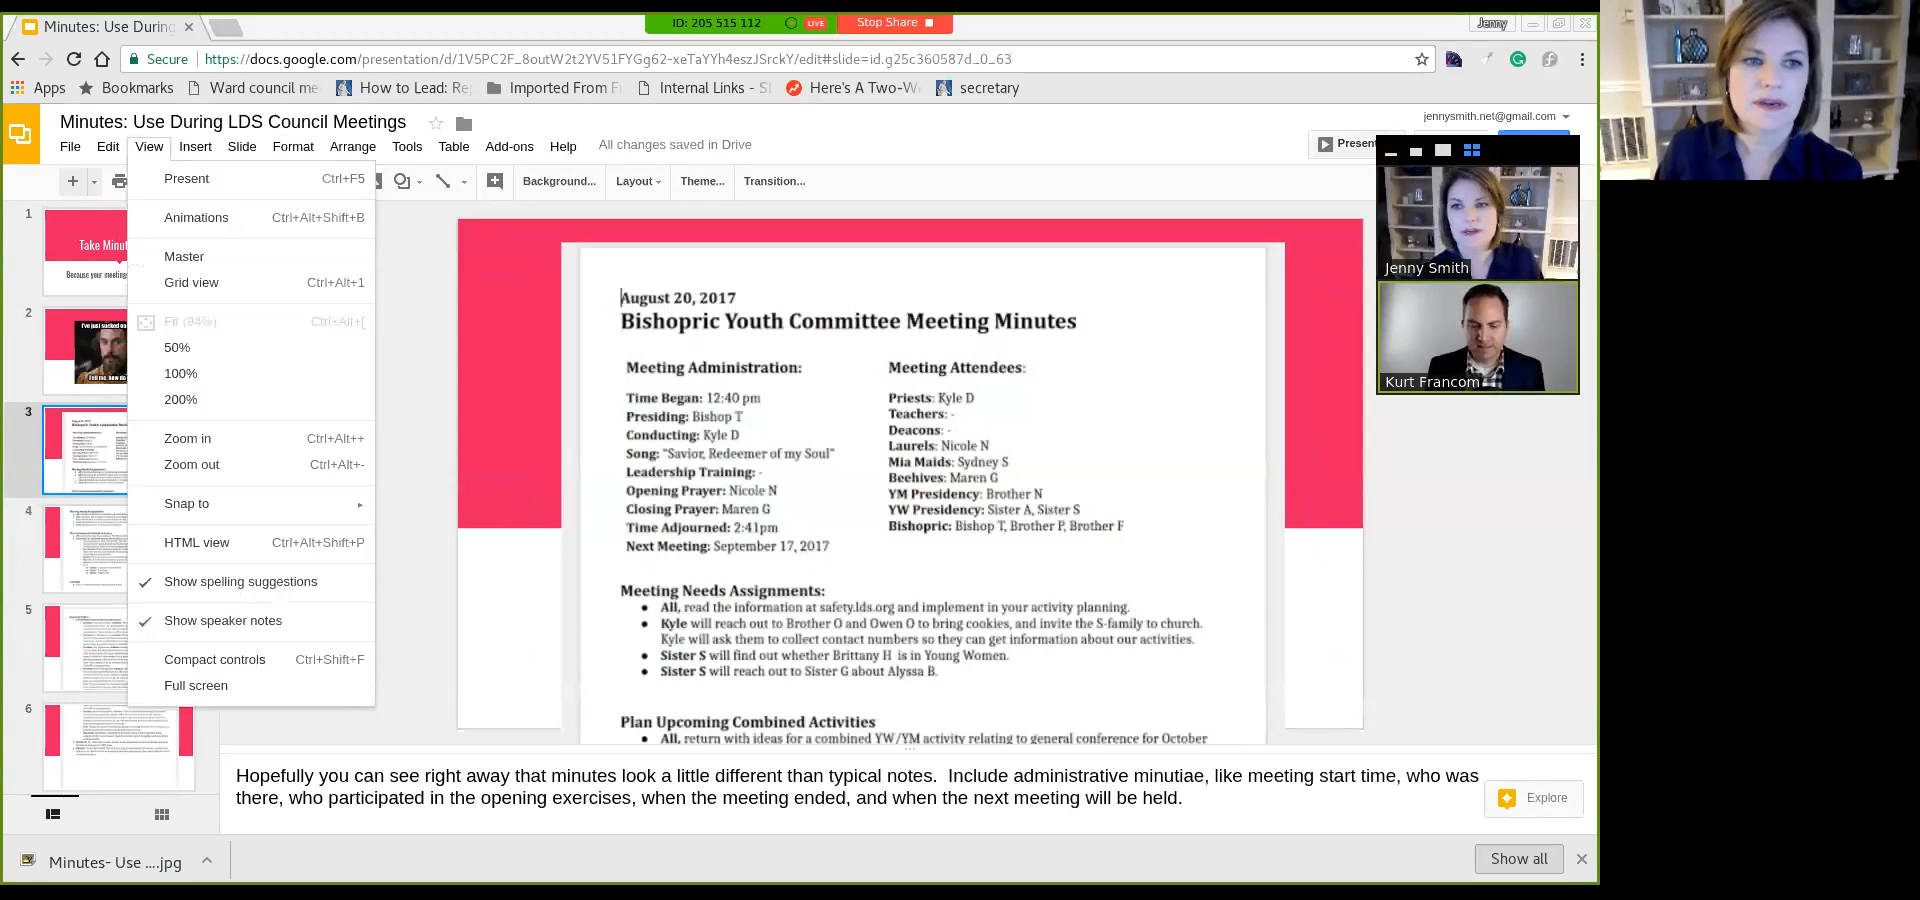 Minutes: Use During
ID: 205 515 112
LIVE
Stop Share
Jenny
Secure
https://docs.google.com/presentation/d/1V5PC2F_8outW2t2YV51FYGg62-xeTaYYh4eszJSrckY/edit#slide=id.g25c360587d_0_63
Apps
Bookmarks
Ward council me
How to Lead: Re
Imported From F
Internal Links - S
Here's A Two-W
secretary
Minutes: Use During LDS Council Meetings
jennysmith.net@gmail.com
File Edit View Insert Slide Format Arrange Tools Table Add-ons Help
All changes saved in Drive
Present
Background... Layout Theme... Transition...
Present Ctrl+F5
Animations Ctrl+Alt+Shift+B
Master
Grid view Ctrl+Alt+1
Fit (94%) Ctrl+Alt+[
50%
100%
200%
Zoom in Ctrl+Alt++
Zoom out Ctrl+Alt+-
Snap to
HTML view Ctrl+Alt+Shift+P
Show spelling suggestions
Show speaker notes
Compact controls Ctrl+Shift+F
Full screen
1
Take Minut
Because your meetings
2
I've just sucked one
Tell me, how do
3
4
5
6
August 20, 2017
Bishopric Youth Committee Meeting Minutes
Meeting Administration:
Time Began: 12:40 pm
Presiding: Bishop T
Conducting: Kyle D
Song: "Savior, Redeemer of my Soul"
Leadership Training: -
Opening Prayer: Nicole N
Closing Prayer: Maren G
Time Adjourned: 2:41pm
Next Meeting: September 17, 2017
Meeting Attendees:
Priests: Kyle D
Teachers: -
Deacons: -
Laurels: Nicole N
Mia Maids: Sydney S
Beehives: Maren G
YM Presidency: Brother N
YW Presidency: Sister A, Sister S
Bishopric: Bishop T, Brother P, Brother F
Meeting Needs Assignments:
● All, read the information at safety.lds.org and implement in your activity planning.
● Kyle will reach out to Brother O and Owen O to bring cookies, and invite the S-family to church.
Kyle will ask them to collect contact numbers so they can get information about our activities.
● Sister S will find out whether Brittany H is in Young Women.
● Sister S will reach out to Sister G about Alyssa B.
Plan Upcoming Combined Activities
● All, return with ideas for a combined YW/YM activity relating to general conference for October
Jenny Smith
Kurt Francom
Hopefully you can see right away that minutes look a little different than typical notes.  Include administrative minutiae, like meeting start time, who was
there, who participated in the opening exercises, when the meeting ended, and when the next meeting will be held.
Explore
Minutes- Use ....jpg
Show all